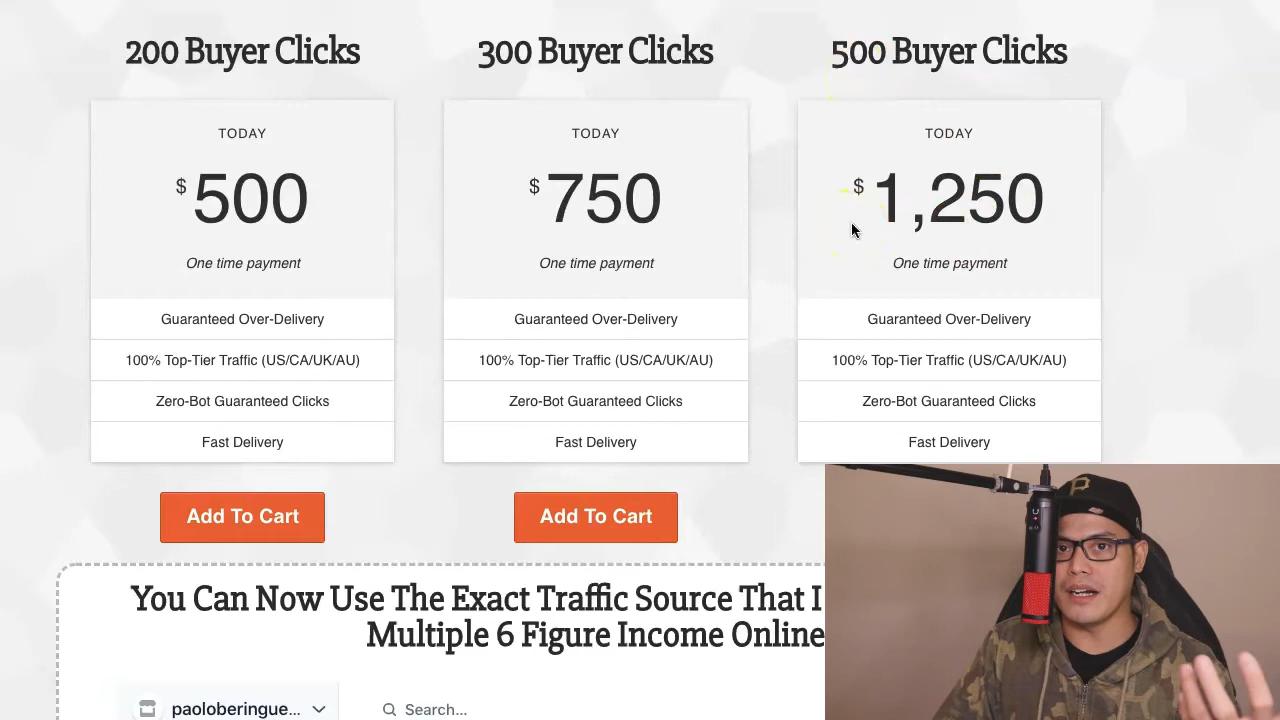 200 Buyer Clicks
300 Buyer Clicks
500 Buyer Clicks
TODAY
$500
One time payment
Guaranteed Over-Delivery
100% Top-Tier Traffic (US/CA/UK/AU)
Zero-Bot Guaranteed Clicks
Fast Delivery
Add To Cart
TODAY
$750
One time payment
Guaranteed Over-Delivery
100% Top-Tier Traffic (US/CA/UK/AU)
Zero-Bot Guaranteed Clicks
Fast Delivery
Add To Cart
TODAY
$1,250
One time payment
Guaranteed Over-Delivery
100% Top-Tier Traffic (US/CA/UK/AU)
Zero-Bot Guaranteed Clicks
Fast Delivery
You Can Now Use The Exact Traffic Source That I
Multiple 6 Figure Income Online
paoloberingue...
Search...
P